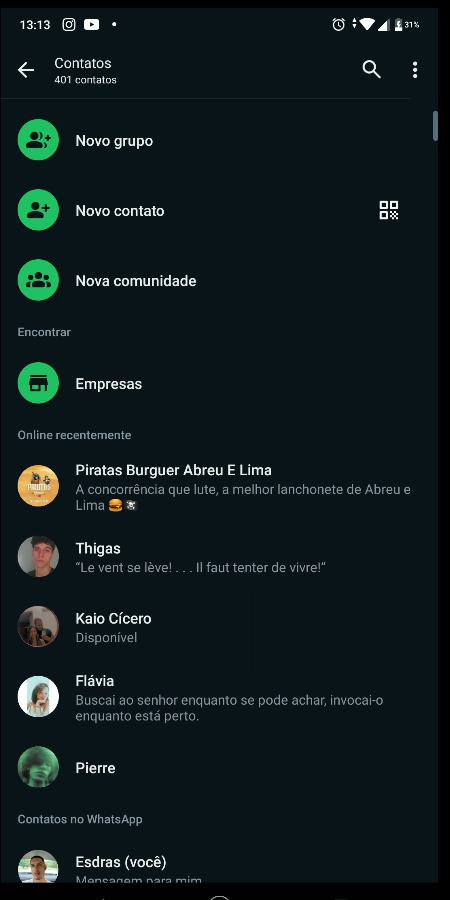 13:13
31%
Contatos
401 contatos
Novo grupo
Novo contato
Nova comunidade
Encontrar
Empresas
Online recentemente
Piratas Burguer Abreu E Lima
A concorrência que lute, a melhor lanchonete de Abreu e
Lima 🍔🏴‍☠️
Thigas
“Le vent se lève! . . . Il faut tenter de vivre!“
Kaio Cícero
Disponível
Flávia
Buscai ao senhor enquanto se pode achar, invocai-o
enquanto está perto.
Pierre
Contatos no WhatsApp
Esdras (você)
Mensagem para mim